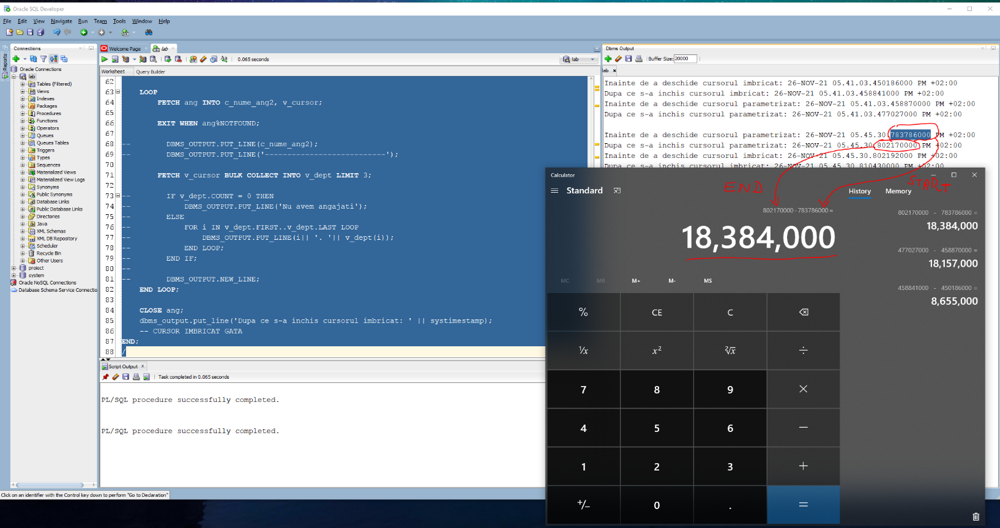 Oracle SQL Developer
File Edit View Navigate Run Team Tools Window Help
Connections
Reports
Oracle Connections
lab
Tables (Filtered)
Views
Indexes
Packages
Procedures
Functions
Operators
Queues
Queues Tables
Triggers
Types
Sequences
Materialized Views
Materialized View Logs
Synonyms
Public Synonyms
Database Links
Public Database Links
Directories
Java
XML Schemas
XML DB Repository
Scheduler
Recycle Bin
Other Users
proiect
system
Oracle NoSQL Connections
Database Schema Service Connectio
Click on an identifier with the Control key down to perform "Go to Declaration"
Welcome Page
lab
0.065 seconds
lab
Worksheet Query Builder
62
63 LOOP
64 FETCH ang INTO c_nume_ang2, v_cursor;
65
66 EXIT WHEN ang%NOTFOUND;
67
68 -- DBMS_OUTPUT.PUT_LINE(c_nume_ang2);
69 -- DBMS_OUTPUT.PUT_LINE('---------------------------');
70
71 FETCH v_cursor BULK COLLECT INTO v_dept LIMIT 3;
72
73 -- IF v_dept.COUNT = 0 THEN
74 -- DBMS_OUTPUT.PUT_LINE('Nu avem angajati');
75 -- ELSE
76 -- FOR i IN v_dept.FIRST..v_dept.LAST LOOP
77 -- DBMS_OUTPUT.PUT_LINE(i|| '. '|| v_dept(i));
78 -- END LOOP;
79 -- END IF;
80 --
81 -- DBMS_OUTPUT.NEW_LINE;
82 END LOOP;
83
84 CLOSE ang;
85 dbms_output.put_line('Dupa ce s-a inchis cursorul imbricat: ' || systimestamp);
86 -- CURSOR IMBRICAT GATA
87 END;
88 /
Script Output
Task completed in 0.065 seconds
PL/SQL procedure successfully completed.
PL/SQL procedure successfully completed.
Dbms Output
Buffer Size: 20000
lab
Inainte de a deschide cursorul imbricat: 26-NOV-21 05.41.03.450186000 PM +02:00
Dupa ce s-a inchis cursorul imbricat: 26-NOV-21 05.41.03.458841000 PM +02:00
Inainte de a deschide cursorul parametrizat: 26-NOV-21 05.41.03.458870000 PM +02:00
Dupa ce s-a inchis cursorul parametrizat: 26-NOV-21 05.41.03.477027000 PM +02:00
Inainte de a deschide cursorul parametrizat: 26-NOV-21 05.45.30.783786000 PM +02:00
Dupa ce s-a inchis cursorul parametrizat: 26-NOV-21 05.45.30.802170000 PM +02:00
Inainte de a deschide cursorul imbricat: 26-NOV-21 05.45.30.802192000 PM +02:00
Dupa ce s-a inchis cursorul imbricat: 26-NOV-21 05.45.30.810430000 PM +02:00
Calculator
Standard
END
START
802170000 - 783786000 =
18,384,000
MC MR M+ M- MS
% CE C
¹/x x² ²√x ÷
7 8 9 ×
4 5 6 −
1 2 3 +
+/− 0 . =
History Memory
802170000 - 783786000 =
18,384,000
477027000 - 458870000 =
18,157,000
458841000 - 450186000 =
8,655,000